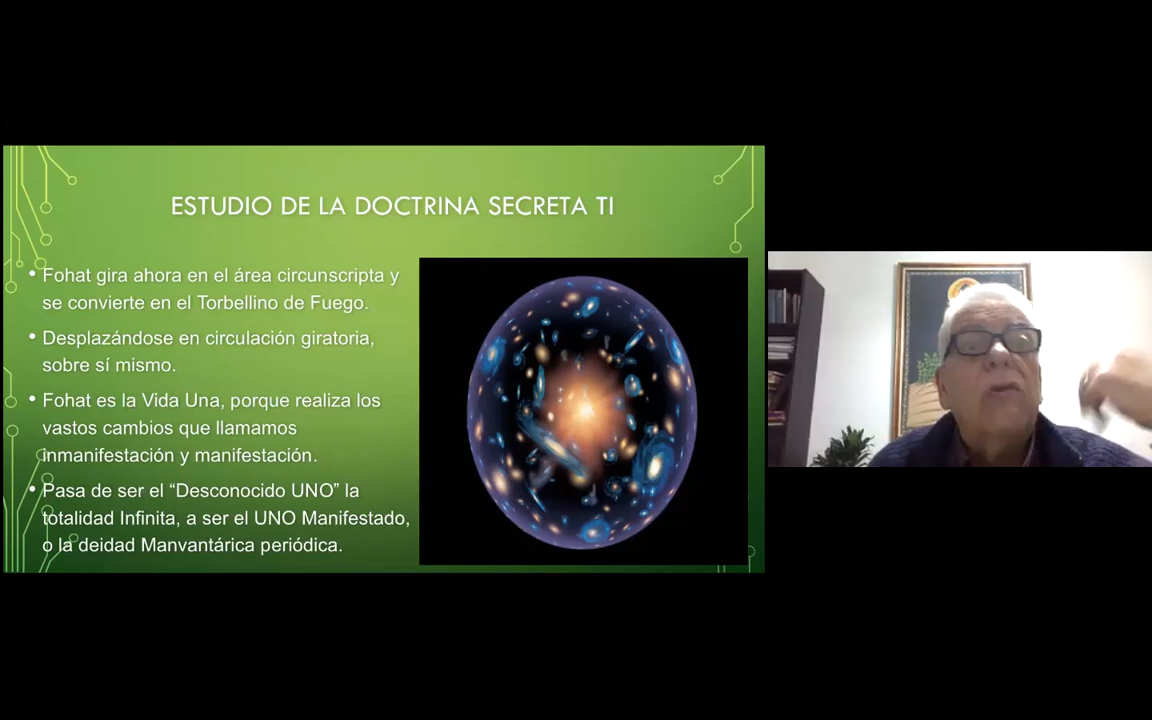 ESTUDIO DE LA DOCTRINA SECRETA TI
• Fohat gira ahora en el área circunscripta y
se convierte en el Torbellino de Fuego.
• Desplazándose en circulación giratoria,
sobre sí mismo.
• Fohat es la Vida Una, porque realiza los
vastos cambios que llamamos
inmanifestación y manifestación.
• Pasa de ser el “Desconocido UNO” la
totalidad Infinita, a ser el UNO Manifestado,
o la deidad Manvantárica periódica.